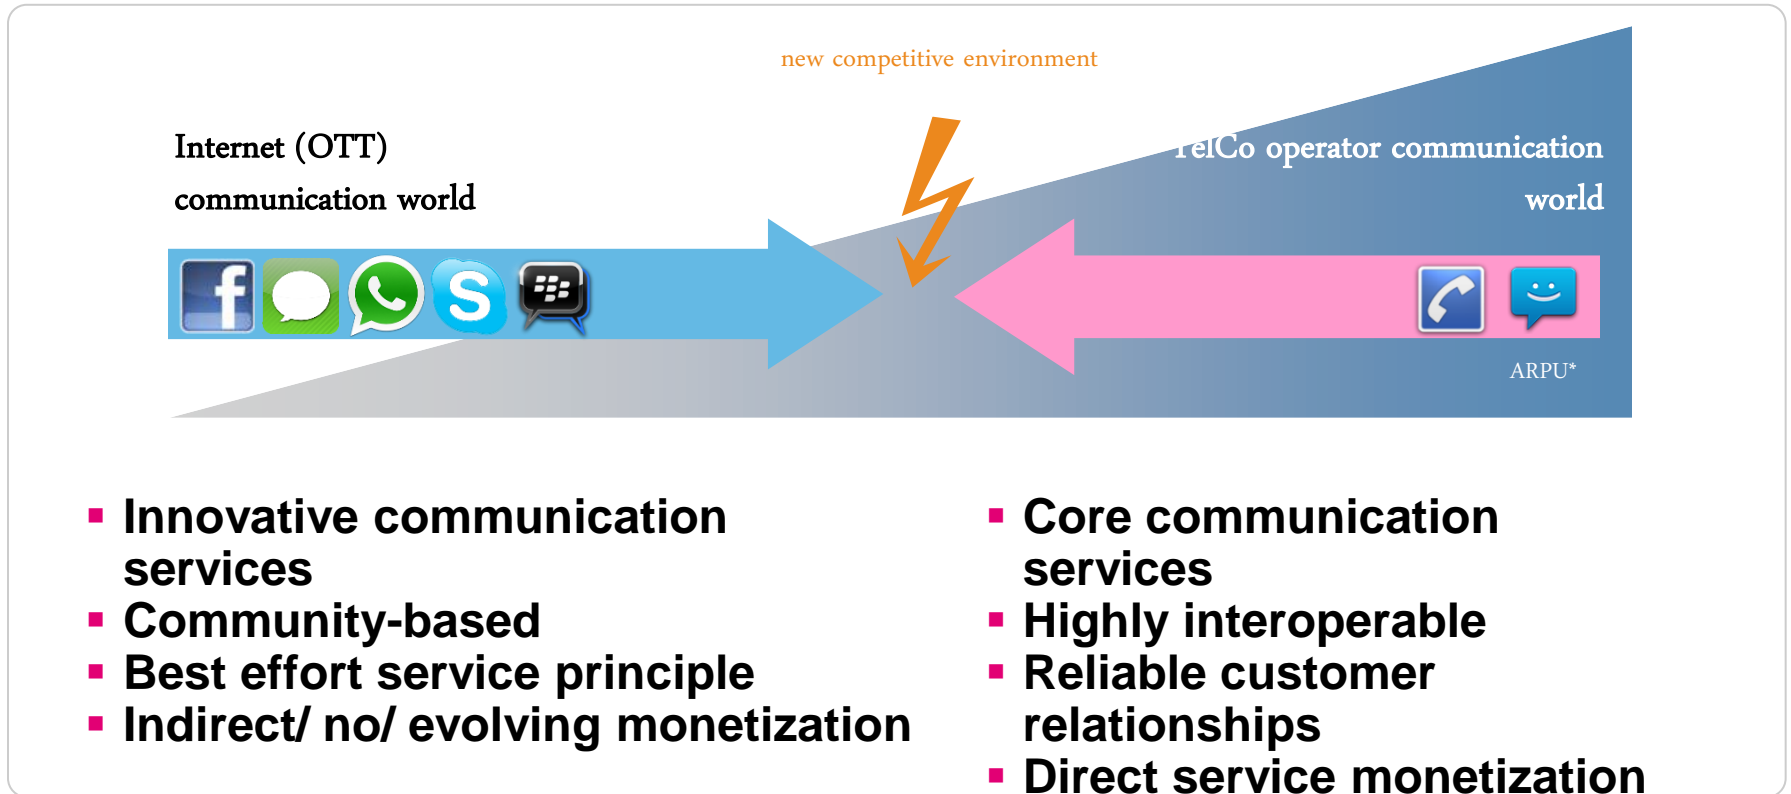 new competitive environment
Internet (OTT)
communication world
TelCo operator communication
world
ARPU*
Innovative communication
services
Community-based
Best effort service principle
Indirect/ no/ evolving monetization
Core communication
services
Highly interoperable
Reliable customer
relationships
Direct service monetization